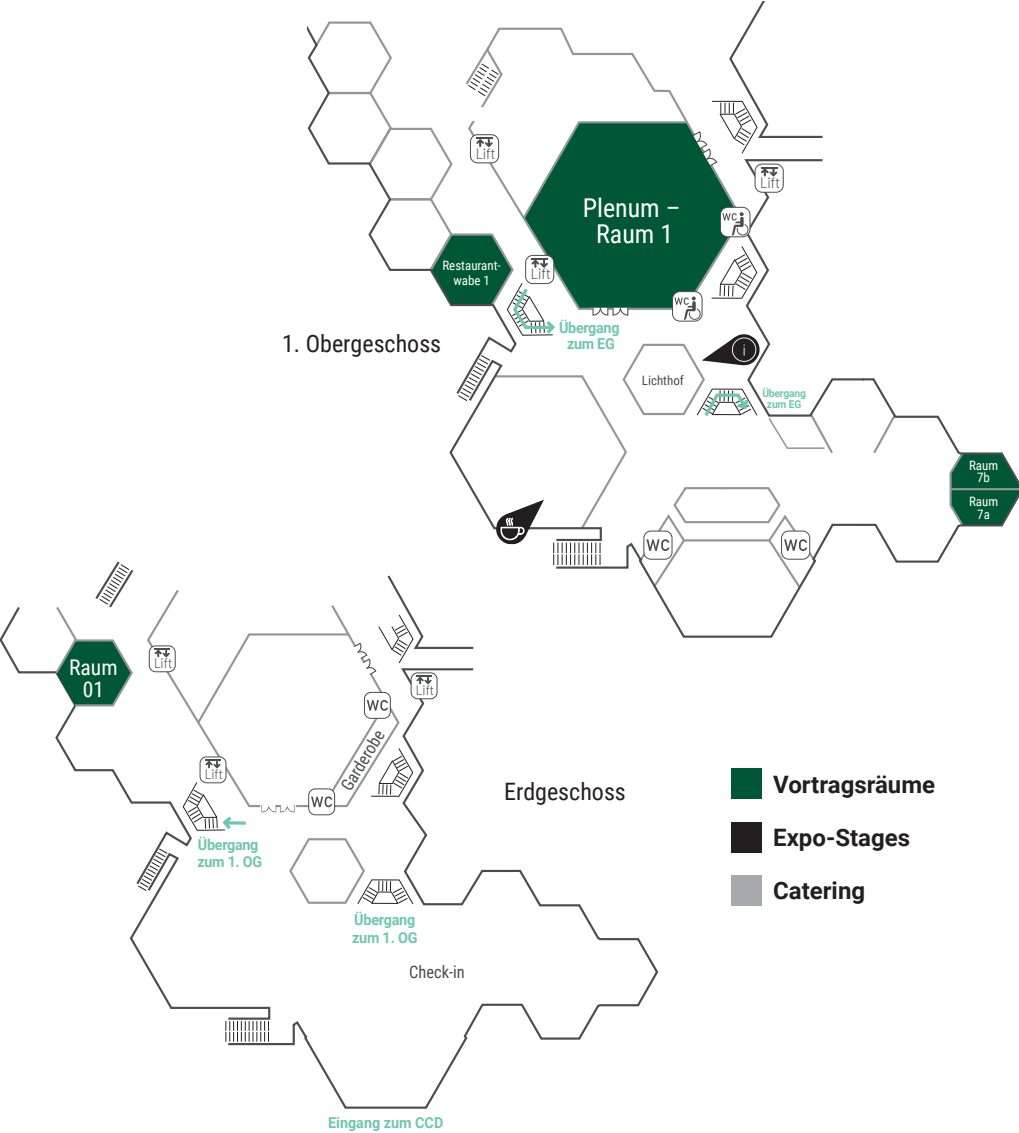 Lift
Lift
Plenum –
Raum 1
WC
Restaurant-
wabe 1
Lift
WC
Übergang
zum EG
1. Obergeschoss
i
Lichthof
Übergang
zum EG
Raum
7b
Raum
7a
WC
WC
Raum
01
Lift
Lift
WC
Garderobe
Lift
WC
Erdgeschoss
Übergang
zum 1. OG
Übergang
zum 1. OG
Check-in
Eingang zum CCD
Vortragsräume
Expo-Stages
Catering